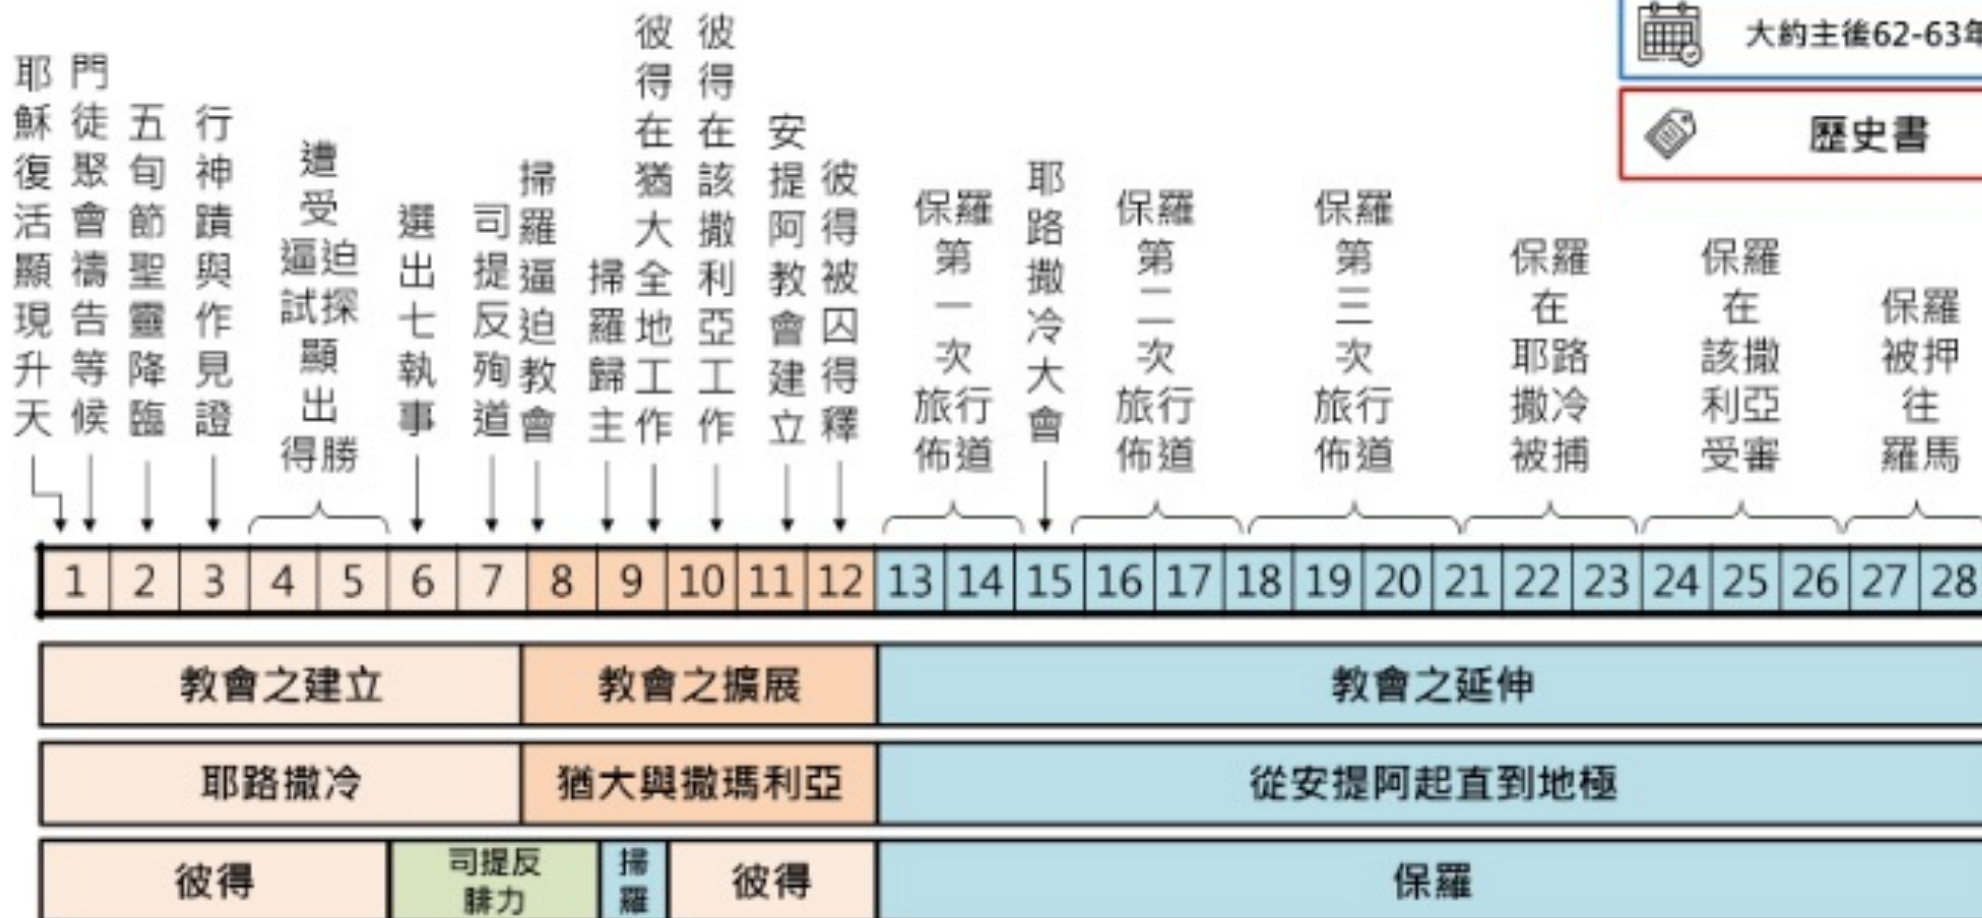 大約主後62-63年
歷史書
耶穌復活顯現升天
門徒聚會禱告等候
五旬節聖靈降臨
行神蹟與作見證
遭受逼迫試探顯出得勝
選出七執事
司提反殉道
掃羅逼迫教會
掃羅歸主
彼得在猶大全地工作
彼得在該撒利亞工作
安提阿教會建立
彼得被囚得釋
保羅第一次旅行佈道
耶路撒冷大會
保羅第二次旅行佈道
保羅第三次旅行佈道
保羅在耶路撒冷被捕
保羅在該撒利亞受審
保羅被押往羅馬
1 2 3 4 5 6 7 8 9 10 11 12 13 14 15 16 17 18 19 20 21 22 23 24 25 26 27 28
教會之建立 教會之擴展 教會之延伸
耶路撒冷 猶大與撒瑪利亞 從安提阿起直到地極
彼得 司提反 腓力 掃羅 彼得 保羅